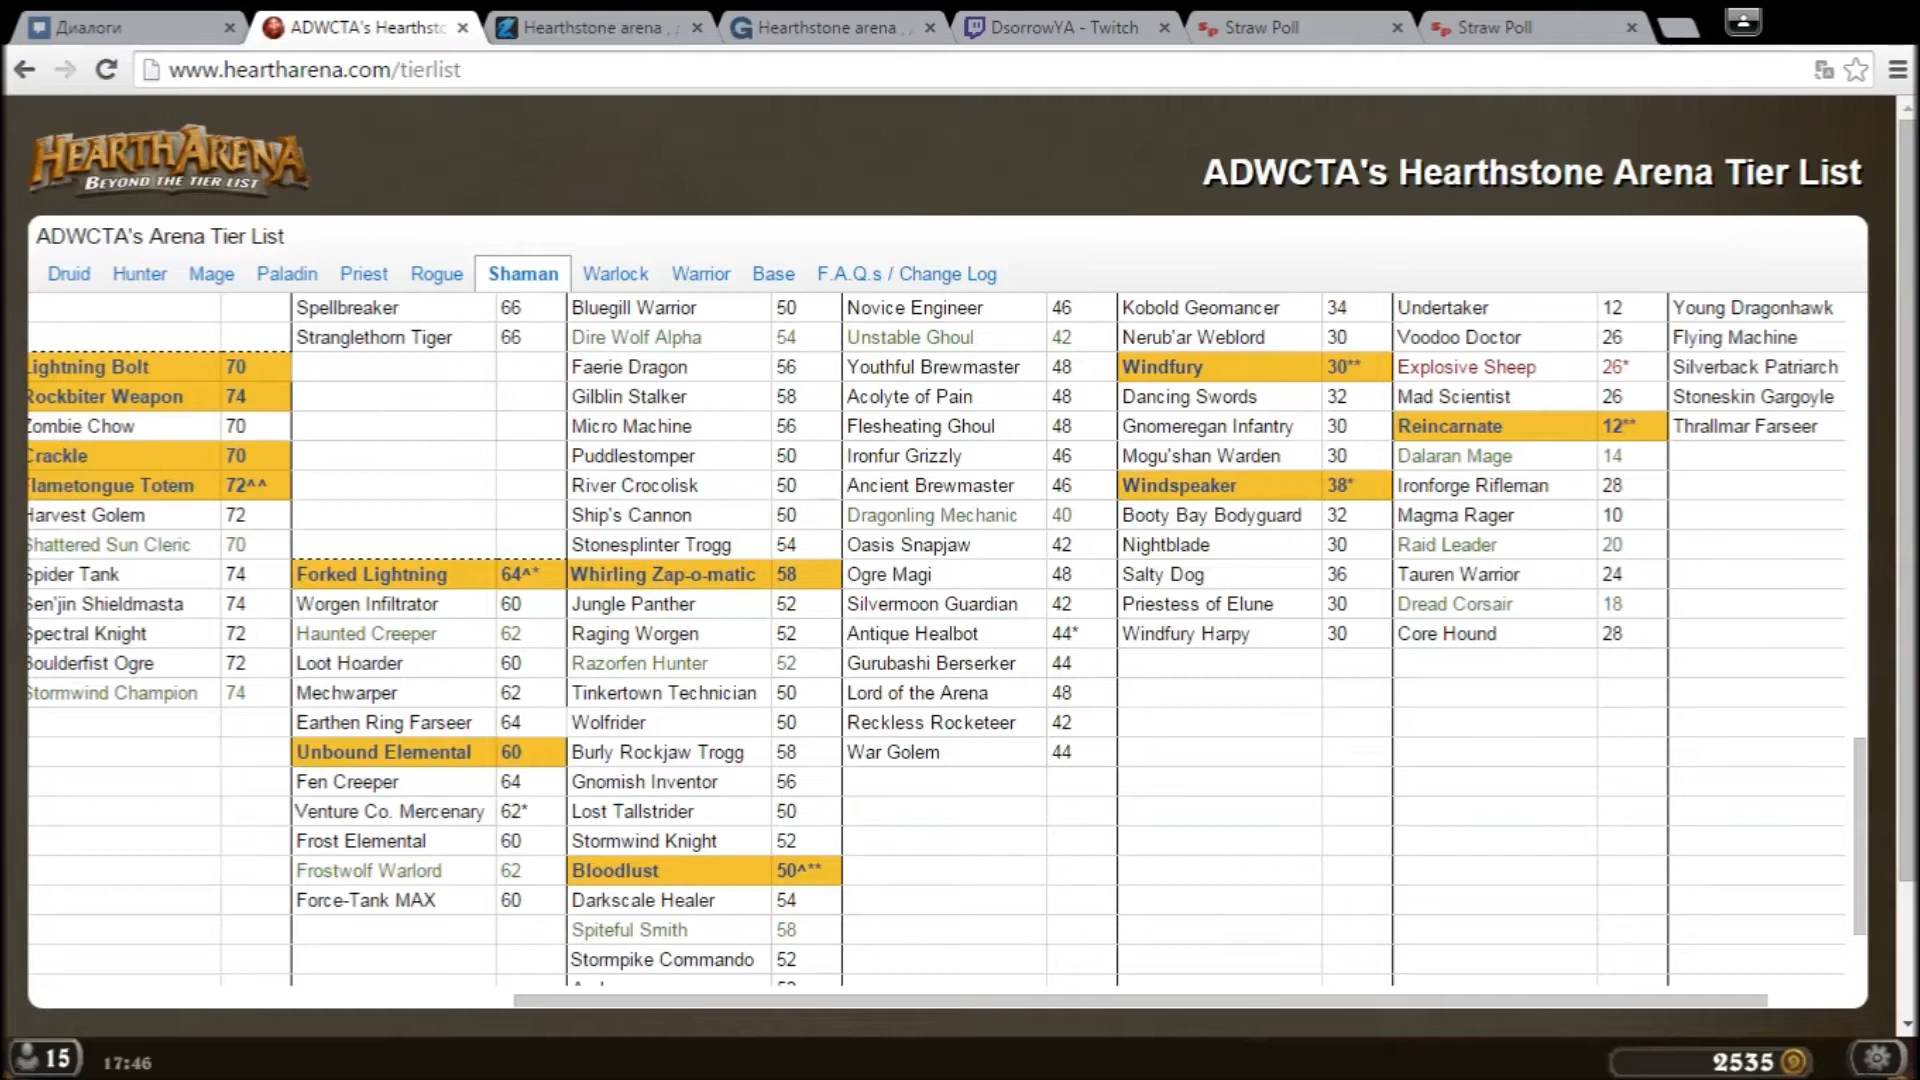 Диалоги
ADWCTA's Hearthstc
Hearthstone arena , ,
Hearthstone arena , ,
DsorrowYA - Twitch
Straw Poll
Straw Poll
www.heartharena.com/tierlist
HEARTHARENA
BEYOND THE TIER LIST
ADWCTA's Hearthstone Arena Tier List
ADWCTA's Arena Tier List
Druid Hunter Mage Paladin Priest Rogue Shaman Warlock Warrior Base F.A.Q.s / Change Log
Spellbreaker 66 Bluegill Warrior 50 Novice Engineer 46 Kobold Geomancer 34 Undertaker 12 Young Dragonhawk
Stranglethorn Tiger 66 Dire Wolf Alpha 54 Unstable Ghoul 42 Nerub'ar Weblord 30 Voodoo Doctor 26 Flying Machine
Lightning Bolt 70 Faerie Dragon 56 Youthful Brewmaster 48 Windfury 30** Explosive Sheep 26* Silverback Patriarch
Rockbiter Weapon 74 Gilblin Stalker 58 Acolyte of Pain 48 Dancing Swords 32 Mad Scientist 26 Stoneskin Gargoyle
Zombie Chow 70 Micro Machine 56 Flesheating Ghoul 48 Gnomeregan Infantry 30 Reincarnate 12** Thrallmar Farseer
Crackle 70 Puddlestomper 50 Ironfur Grizzly 46 Mogu'shan Warden 30 Dalaran Mage 14
Flametongue Totem 72^^ River Crocolisk 50 Ancient Brewmaster 46 Windspeaker 38* Ironforge Rifleman 28
Harvest Golem 72 Ship's Cannon 50 Dragonling Mechanic 40 Booty Bay Bodyguard 32 Magma Rager 10
Shattered Sun Cleric 70 Stonesplinter Trogg 54 Oasis Snapjaw 42 Nightblade 30 Raid Leader 20
Spider Tank 74 Forked Lightning 64^* Whirling Zap-o-matic 58 Ogre Magi 48 Salty Dog 36 Tauren Warrior 24
Sen'jin Shieldmasta 74 Worgen Infiltrator 60 Jungle Panther 52 Silvermoon Guardian 42 Priestess of Elune 30 Dread Corsair 18
Spectral Knight 72 Haunted Creeper 62 Raging Worgen 52 Antique Healbot 44* Windfury Harpy 30 Core Hound 28
Boulderfist Ogre 72 Loot Hoarder 60 Razorfen Hunter 52 Gurubashi Berserker 44
Stormwind Champion 74 Mechwarper 62 Tinkertown Technician 50 Lord of the Arena 48
Earthen Ring Farseer 64 Wolfrider 50 Reckless Rocketeer 42
Unbound Elemental 60 Burly Rockjaw Trogg 58 War Golem 44
Fen Creeper 64 Gnomish Inventor 56
Venture Co. Mercenary 62* Lost Tallstrider 50
Frost Elemental 60 Stormwind Knight 52
Frostwolf Warlord 62 Bloodlust 50^**
Force-Tank MAX 60 Darkscale Healer 54
Spiteful Smith 58
Stormpike Commando 52
15 17:46 2535